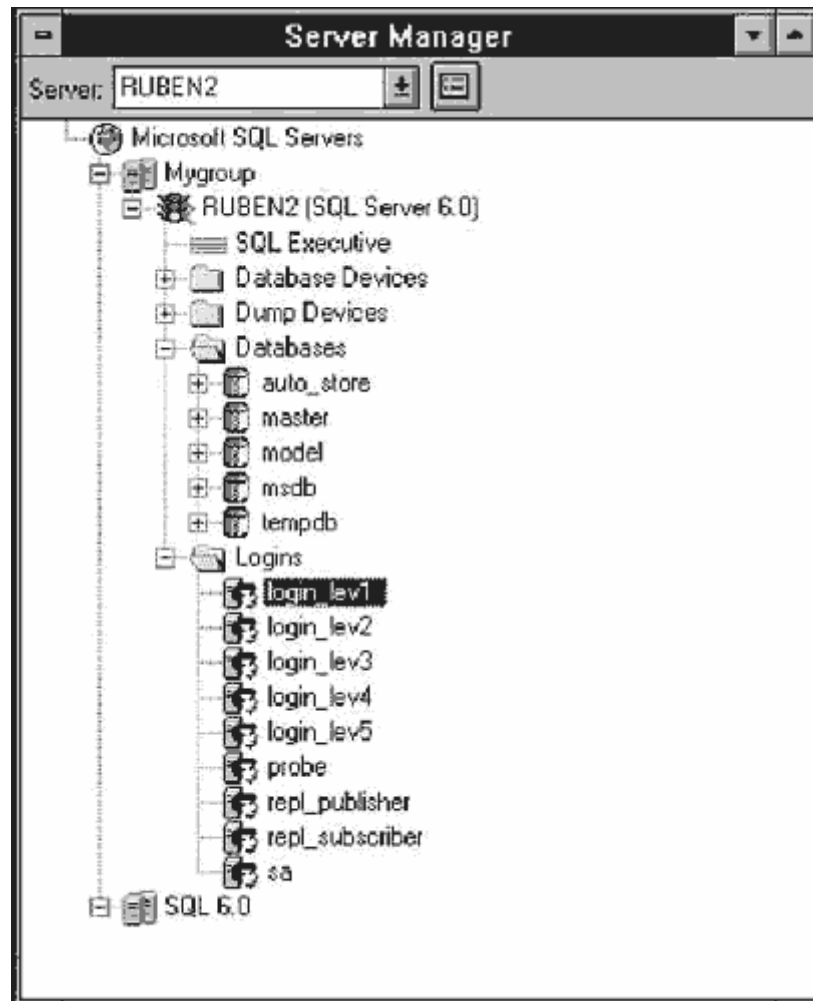 Server Manager
Server: RUBEN2
Microsoft SQL Servers
Mygroup
RUBEN2 (SQL Server 6.0)
SQL Executive
Database Devices
Dump Devices
Databases
auto_store
master
model
msdb
tempdb
Logins
login_lev1
login_lev2
login_lev3
login_lev4
login_lev5
probe
repl_publisher
repl_subscriber
sa
SQL 6.0